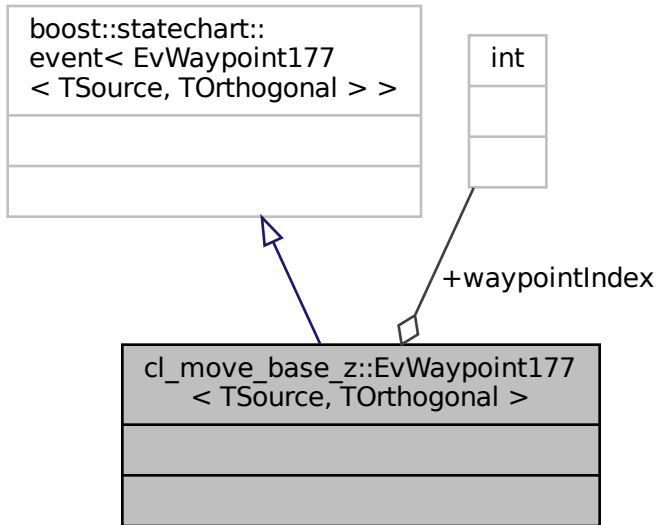 boost::statechart::
event< EvWaypoint177
< TSource, TOrthogonal > >
int
+waypointIndex
cl_move_base_z::EvWaypoint177
< TSource, TOrthogonal >